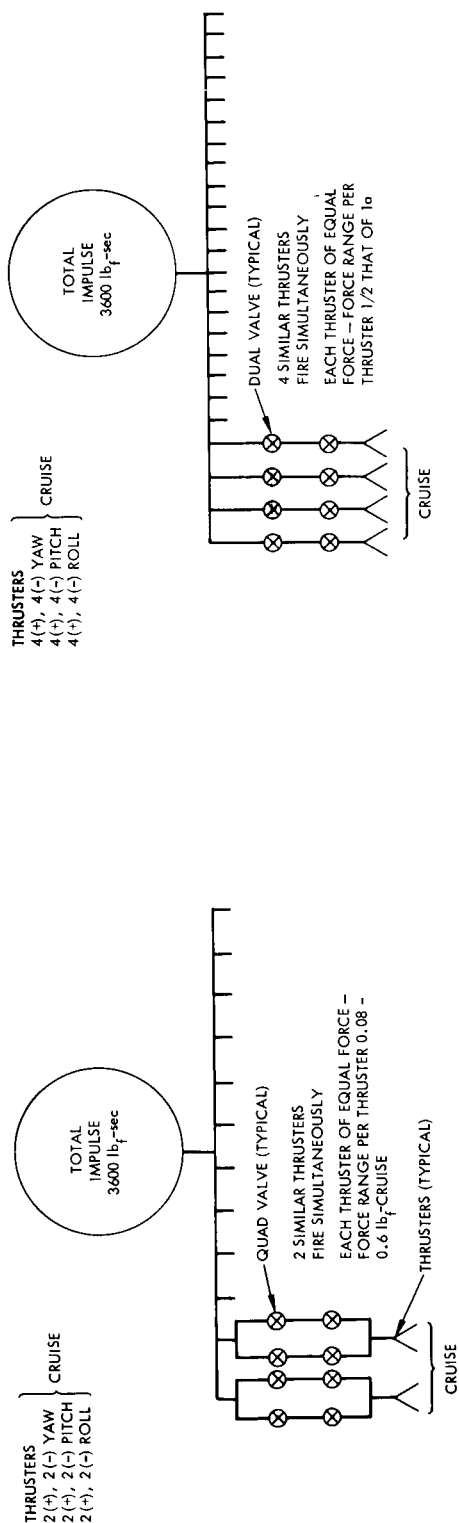 THRUSTERS
2(+), 2(-) YAW
2(+), 2(-) PITCH
2(+), 2(-) ROLL
CRUISE
TOTAL
IMPULSE
3600 lbf-sec
QUAD VALVE (TYPICAL)
2 SIMILAR THRUSTERS
FIRE SIMULTANEOUSLY
EACH THRUSTER OF EQUAL FORCE –
FORCE RANGE PER THRUSTER 0.08 -
0.6 lbf-CRUISE
THRUSTERS (TYPICAL)
CRUISE
THRUSTERS
4(+), 4(-) YAW
4(+), 4(-) PITCH
4(+), 4(-) ROLL
CRUISE
TOTAL
IMPULSE
3600 lbf-sec
DUAL VALVE (TYPICAL)
4 SIMILAR THRUSTERS
FIRE SIMULTANEOUSLY
EACH THRUSTER OF EQUAL
FORCE – FORCE RANGE PER
THRUSTER 1/2 THAT OF 1a
CRUISE